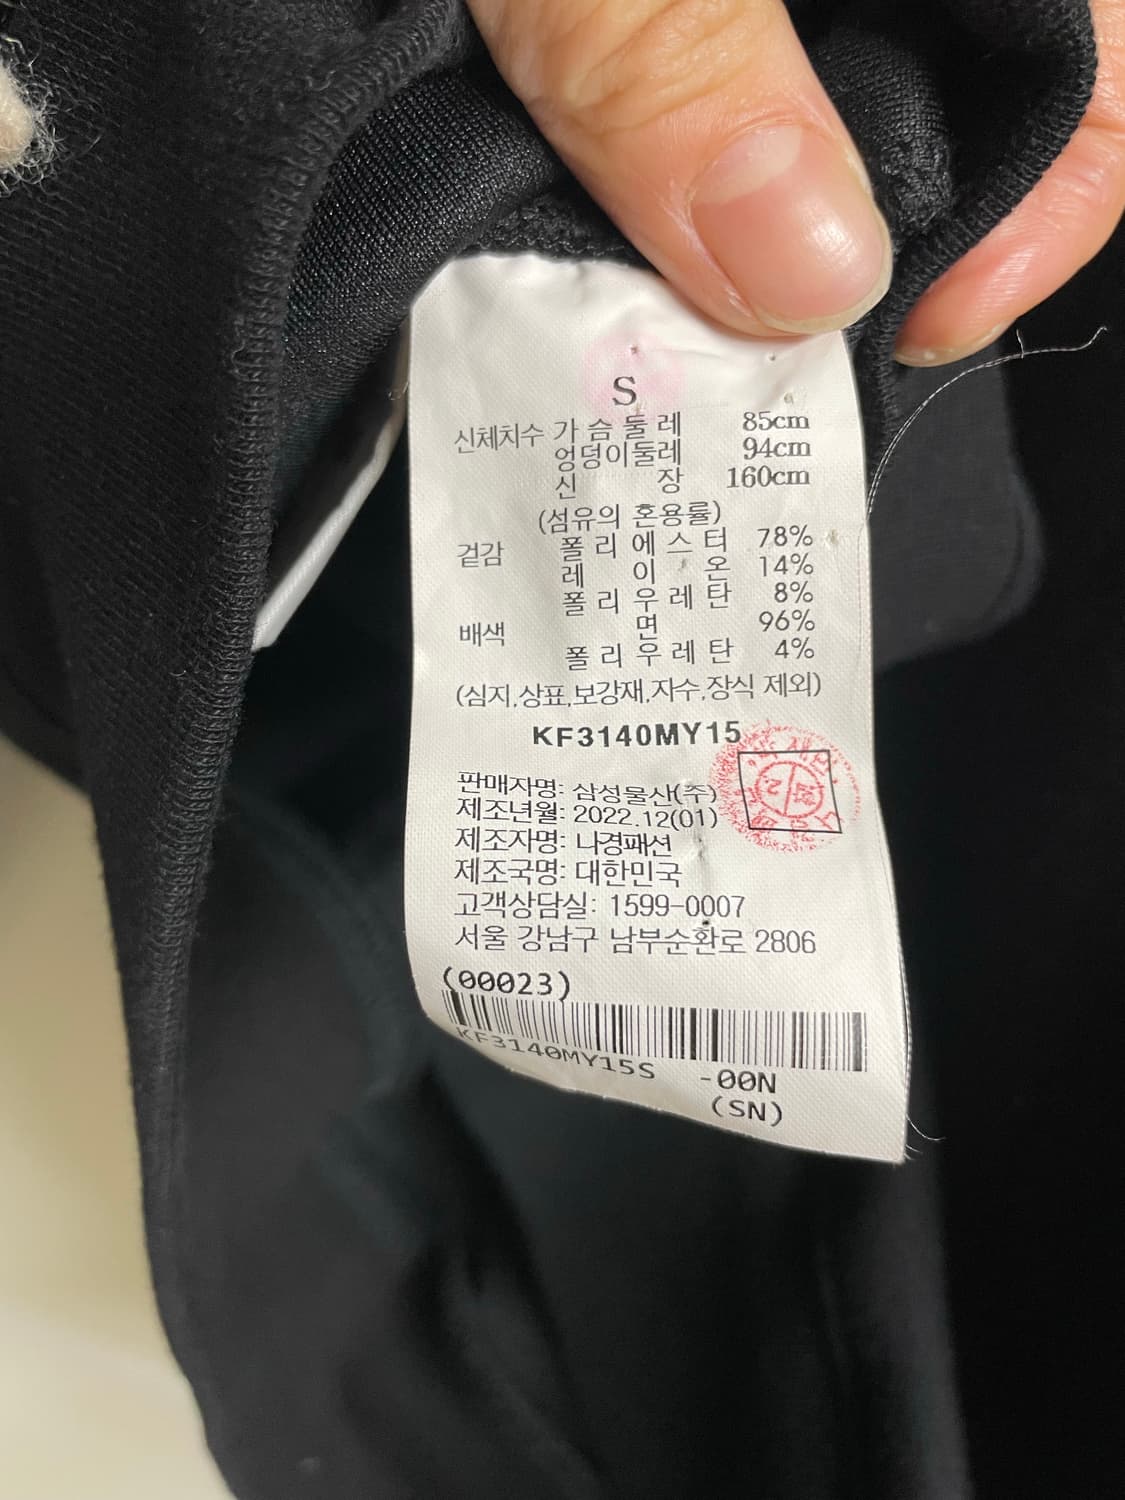 S
신체치수 가슴둘레 85cm
엉덩이둘레 94cm
신장 160cm
(섬유의 혼용률)
겉감 폴리에스터 78%
레이온 14%
폴리우레탄 8%
배색 면 96%
폴리우레탄 4%
(심지,상표,보강재,자수,장식 제외)
KF3140MY15
판매자명: 삼성물산(주)
제조년월: 2022.12(01)
제조자명: 나경패션
제조국명: 대한민국
고객상담실: 1599-0007
서울 강남구 남부순환로 2806
(00023)
KF3140MY15S -00N
(SN)